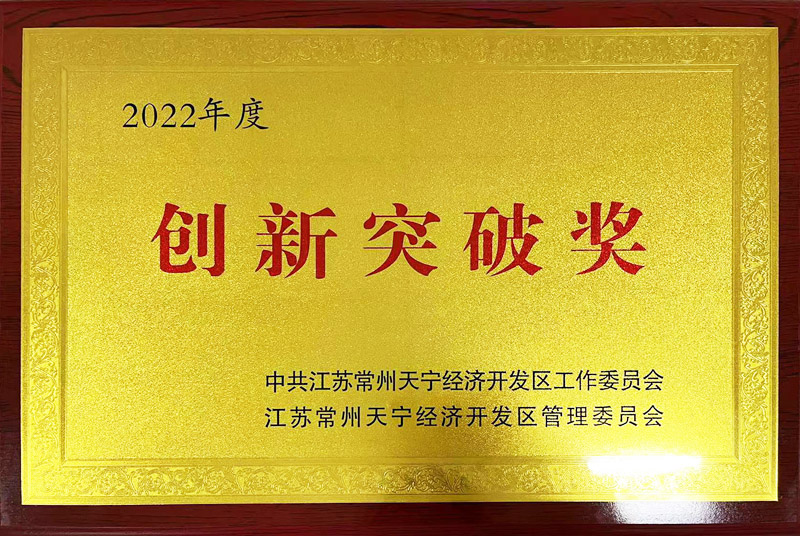 2022年度
创新突破奖
中共江苏常州天宁经济开发区工作委员会
江苏常州天宁经济开发区管理委员会